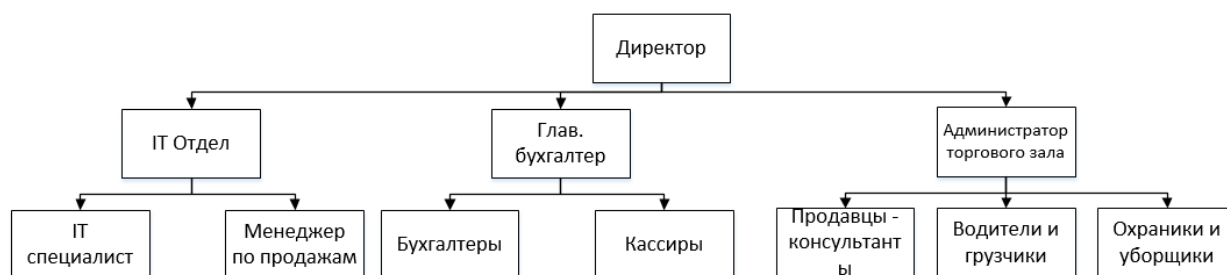 Директор
IT Отдел
Глав.
бухгалтер
Администратор
торгового зала
IT
специалист
Менеджер
по продажам
Бухгалтеры
Кассиры
Продавцы -
консультант
ы
Водители и
грузчики
Охраники и
уборщики